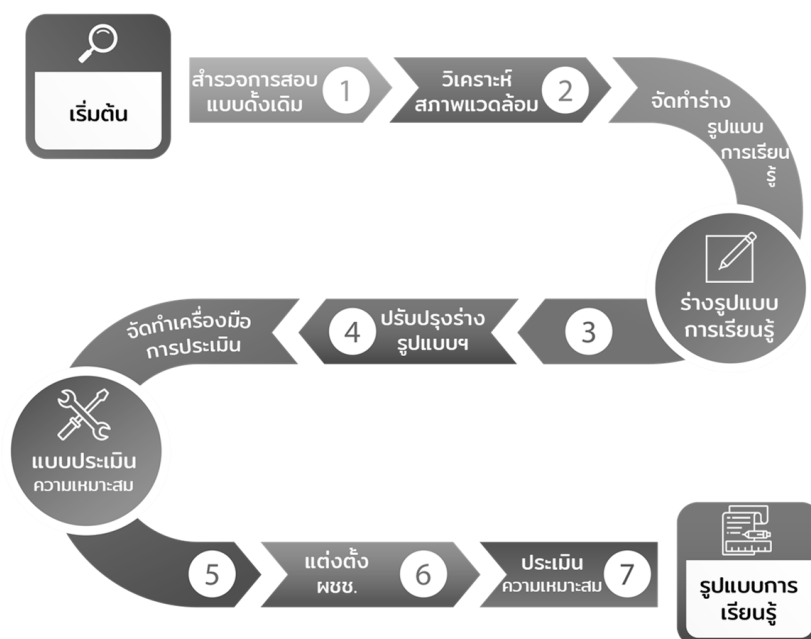 เริ่มต้น
สำรวจการสอบ
แบบดั้งเดิม
1
วิเคราะห์
สภาพแวดล้อม
2
จัดทำร่าง
รูปแบบ
การเรียน
รู้
ร่างรูปแบบ
การเรียนรู้
3
ปรับปรุงร่าง
รูปแบบฯ
4
จัดทำเครื่องมือ
การประเมิน
แบบประเมิน
ความเหมาะสม
5
แต่งตั้ง
ผชช.
6
ประเมิน
ความเหมาะสม
7
รูปแบบการ
เรียนรู้